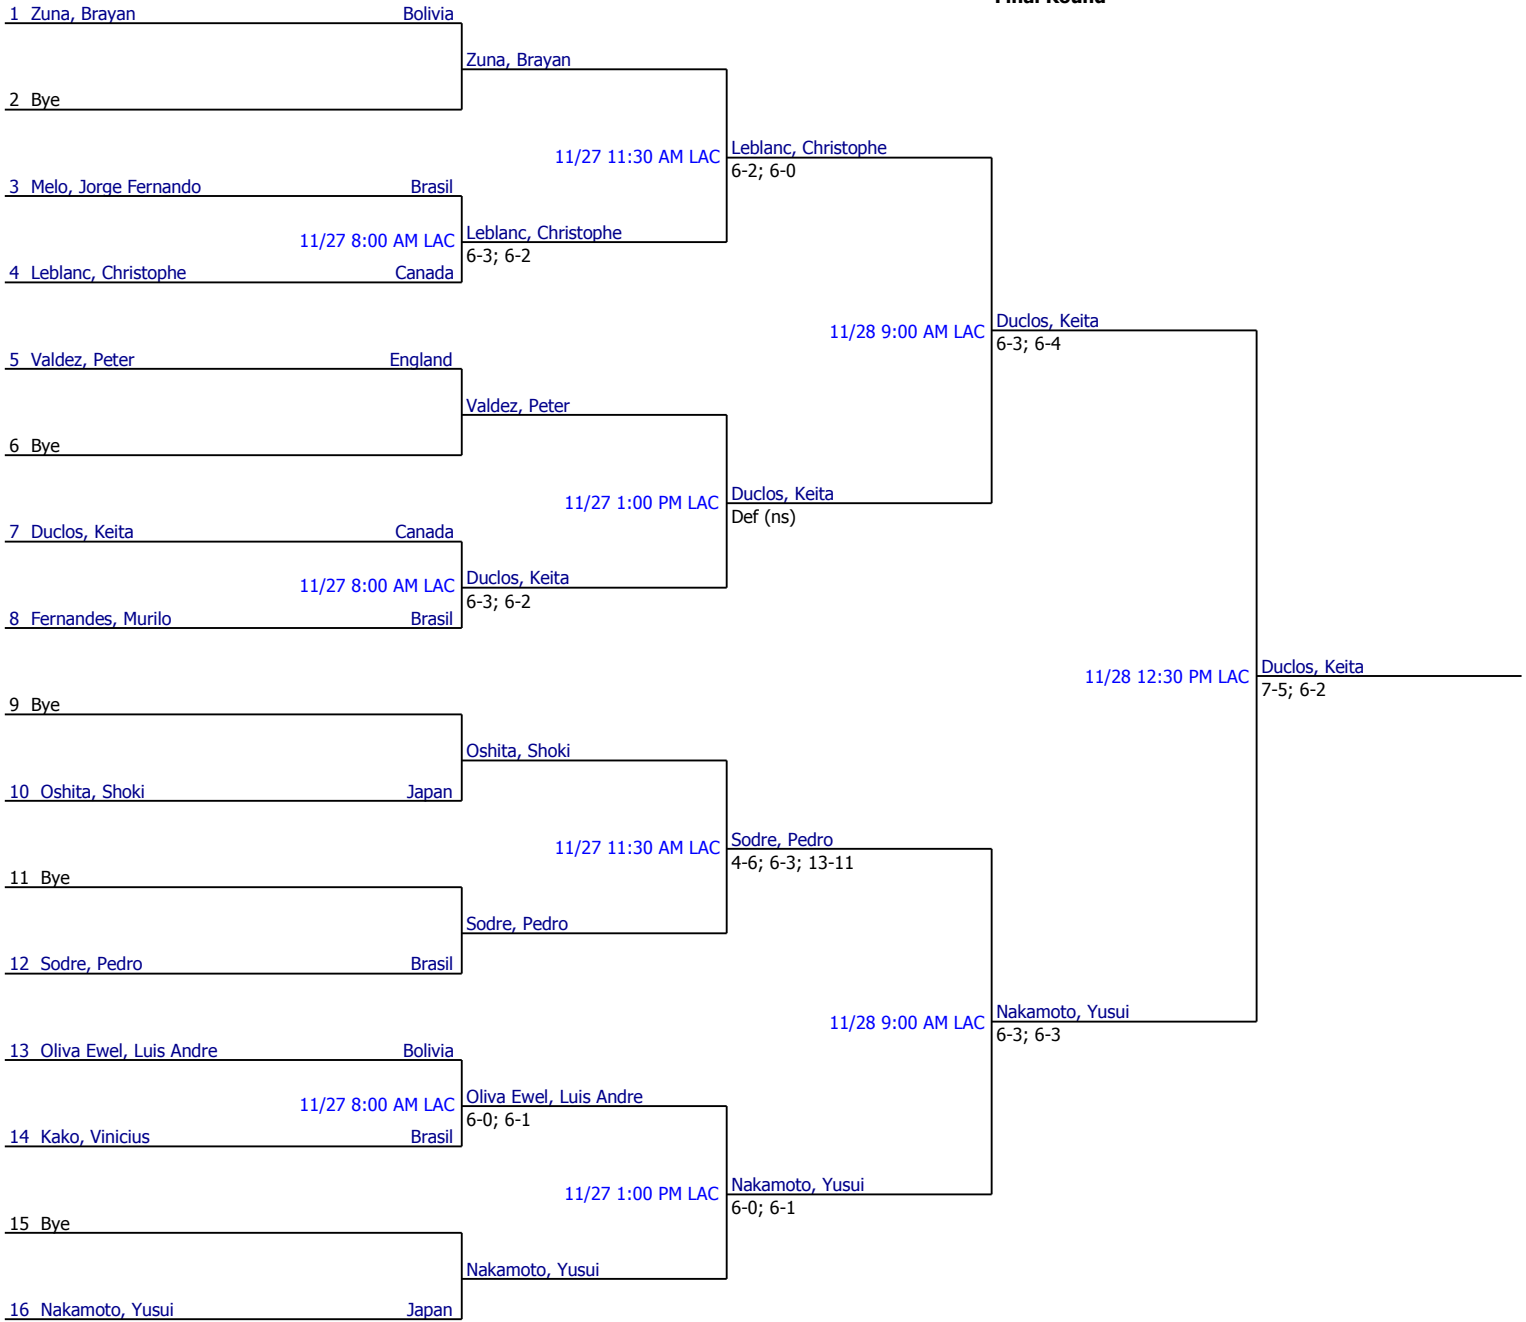 Final Round
1 Zuna, Brayan Bolivia
Zuna, Brayan
2 Bye
11/27 11:30 AM LAC Leblanc, Christophe
6-2; 6-0
3 Melo, Jorge Fernando Brasil
11/27 8:00 AM LAC Leblanc, Christophe
6-3; 6-2
4 Leblanc, Christophe Canada
11/28 9:00 AM LAC Duclos, Keita
6-3; 6-4
5 Valdez, Peter England
Valdez, Peter
6 Bye
11/27 1:00 PM LAC Duclos, Keita
Def (ns)
7 Duclos, Keita Canada
11/27 8:00 AM LAC Duclos, Keita
6-3; 6-2
8 Fernandes, Murilo Brasil
11/28 12:30 PM LAC Duclos, Keita
7-5; 6-2
9 Bye
Oshita, Shoki
10 Oshita, Shoki Japan
11/27 11:30 AM LAC Sodre, Pedro
4-6; 6-3; 13-11
11 Bye
Sodre, Pedro
12 Sodre, Pedro Brasil
11/28 9:00 AM LAC Nakamoto, Yusui
6-3; 6-3
13 Oliva Ewel, Luis Andre Bolivia
11/27 8:00 AM LAC Oliva Ewel, Luis Andre
6-0; 6-1
14 Kako, Vinicius Brasil
11/27 1:00 PM LAC Nakamoto, Yusui
6-0; 6-1
15 Bye
Nakamoto, Yusui
16 Nakamoto, Yusui Japan